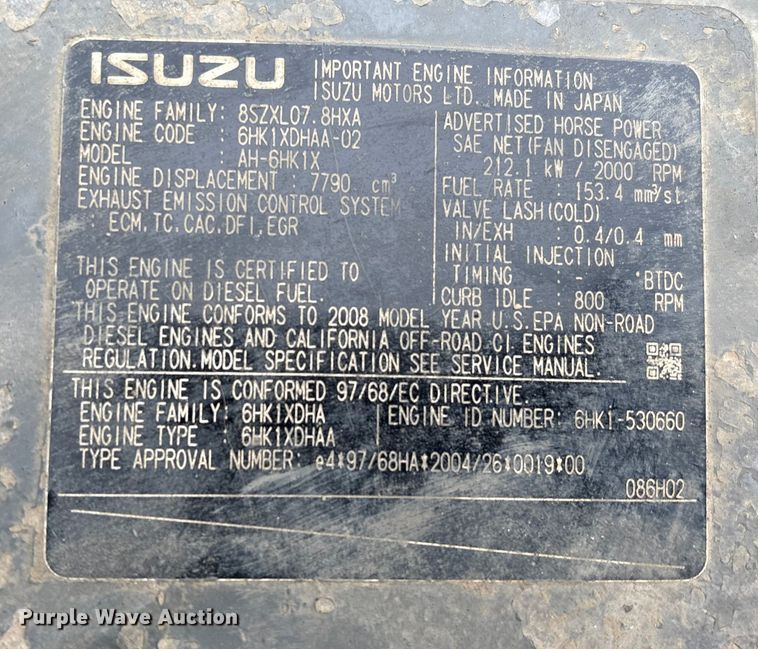 ISUZU
IMPORTANT ENGINE INFORMATION
ISUZU MOTORS LTD. MADE IN JAPAN
ENGINE FAMILY: 8SZXL07.8HXA
ENGINE CODE : 6HK1XDHAA-02
MODEL : AH-6HK1X
ENGINE DISPLACEMENT : 7790 cm³
EXHAUST EMISSION CONTROL SYSTEM
: ECM,TC,CAC,DFI,EGR
THIS ENGINE IS CERTIFIED TO
OPERATE ON DIESEL FUEL.
ADVERTISED HORSE POWER
SAE NET(FAN DISENGAGED)
212.1 kW / 2000 RPM
FUEL RATE : 153.4 mm³/st.
VALVE LASH(COLD)
IN/EXH : 0.4/0.4 mm
INITIAL INJECTION
TIMING : - °BTDC
CURB IDLE : 800 RPM
THIS ENGINE CONFORMS TO 2008 MODEL YEAR U.S.EPA NON-ROAD
DIESEL ENGINES AND CALIFORNIA OFF-ROAD CI ENGINES
REGULATION.MODEL SPECIFICATION SEE SERVICE MANUAL.
THIS ENGINE IS CONFORMED 97/68/EC DIRECTIVE.
ENGINE FAMILY: 6HK1XDHA
ENGINE TYPE : 6HK1XDHAA
ENGINE ID NUMBER: 6HK1-530660
TYPE APPROVAL NUMBER: e4*97/68HA*2004/26*0019*00
086H02
Purple Wave Auction